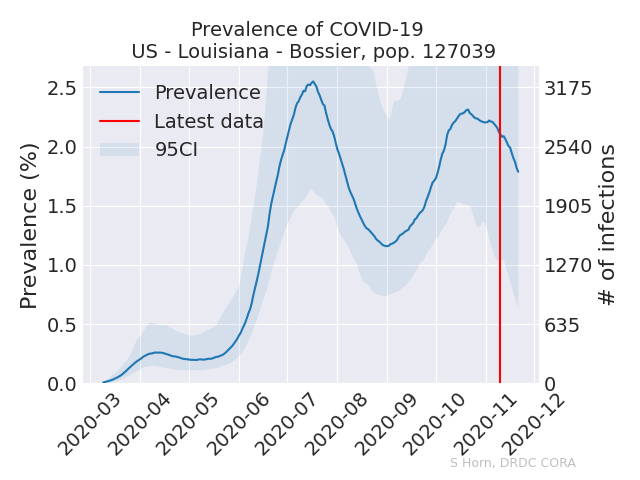 Prevalence of COVID-19
US - Louisiana - Bossier, pop. 127039
Prevalence
Latest data
95CI
Prevalence (%)
2.5
2.0
1.5
1.0
0.5
0.0
3175
2540
1905
1270
635
0
# of infections
2020-03
2020-04
2020-05
2020-06
2020-07
2020-08
2020-09
2020-10
2020-11
2020-12
S Horn, DRDC CORA